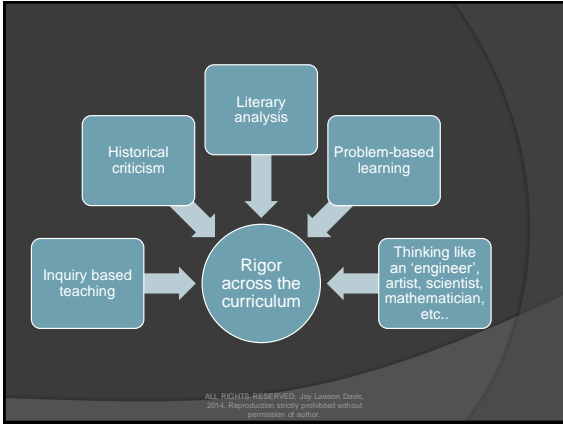 Literary
analysis
Historical
criticism
Problem-based
learning
Inquiry based
teaching
Rigor
across the
curriculum
Thinking like
an ‘engineer’,
artist, scientist,
mathematician,
etc..
ALL RIGHTS RESERVED, Joy Lawson Davis,
2014. Reproduction strictly prohibited without
permission of author.